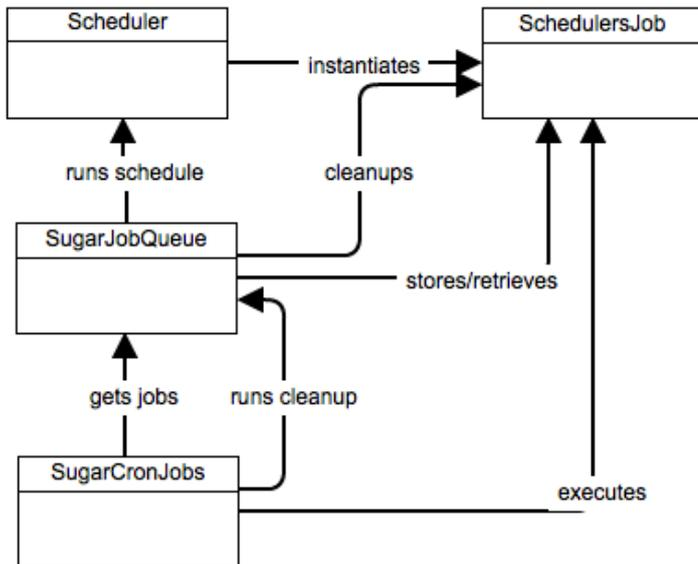 Scheduler
SchedulersJob
instantiates
runs schedule
cleanups
SugarJobQueue
stores/retrieves
gets jobs
runs cleanup
SugarCronJobs
executes